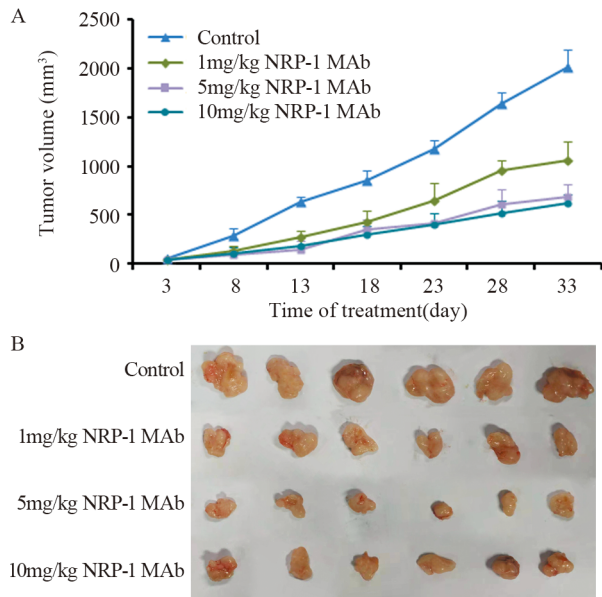 A
Tumor volume (mm³)
2500
2000
1500
1000
500
0
Control
1mg/kg NRP-1 MAb
5mg/kg NRP-1 MAb
10mg/kg NRP-1 MAb
3 8 13 18 23 28 33
Time of treatment(day)
B
Control
1mg/kg NRP-1 MAb
5mg/kg NRP-1 MAb
10mg/kg NRP-1 MAb